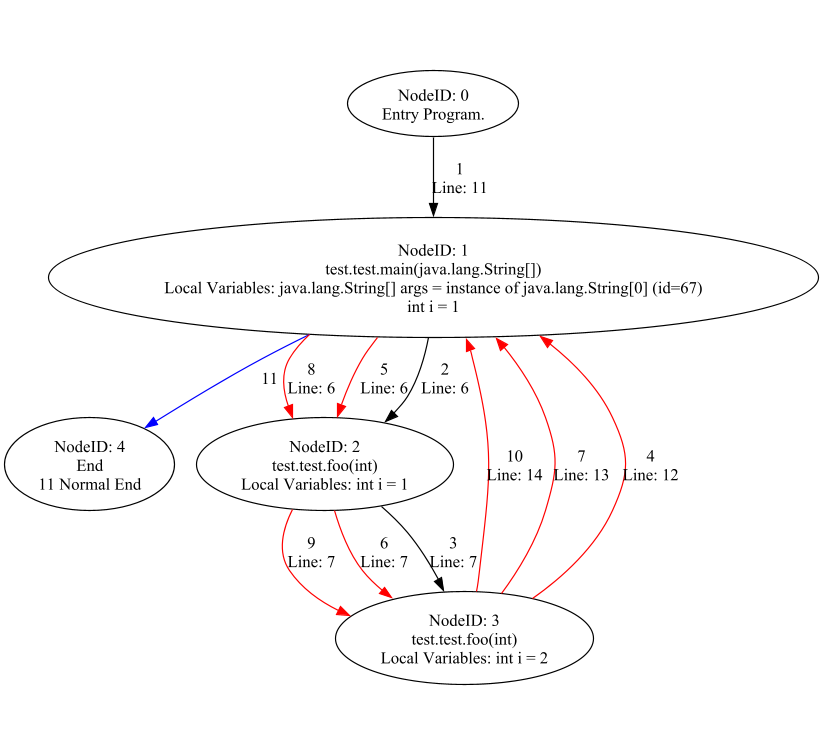 NodeID: 0
Entry Program.
1
Line: 11
NodeID: 1
test.test.main(java.lang.String[])
Local Variables: java.lang.String[] args = instance of java.lang.String[0] (id=67)
int i = 1
11
8
Line: 6
5
Line: 6
2
Line: 6
10
Line: 14
7
Line: 13
4
Line: 12
NodeID: 4
End
11 Normal End
NodeID: 2
test.test.foo(int)
Local Variables: int i = 1
9
Line: 7
6
Line: 7
3
Line: 7
NodeID: 3
test.test.foo(int)
Local Variables: int i = 2